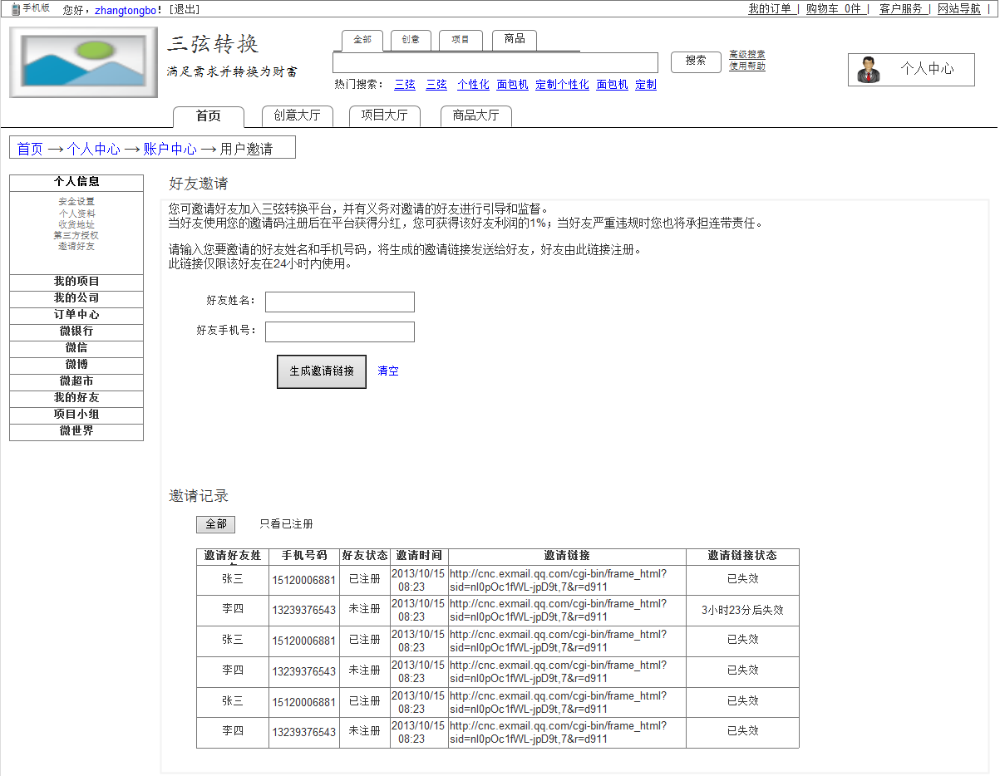 手机版 您好，zhangtongbo！[退出] 我的订单 | 购物车 0件 | 客户服务 | 网站导航 |
三弦转换
满足需求并转换为财富
全部 创意 项目 商品
搜索
高级搜索
使用帮助
个人中心
热门搜索： 三弦 三弦 个性化 面包机 定制个性化 面包机 定制
首页 创意大厅 项目大厅 商品大厅
首页 → 个人中心 → 账户中心 → 用户邀请
个人信息
安全设置
个人资料
收货地址
第三方授权
邀请好友
我的项目
我的公司
订单中心
微银行
微信
微博
微超市
我的好友
项目小组
微世界
好友邀请
您可邀请好友加入三弦转换平台，并有义务对邀请的好友进行引导和监督。
当好友使用您的邀请码注册后在平台获得分红，您可获得该好友利润的1%；当好友严重违规时您也将承担连带责任。
请输入您要邀请的好友姓名和手机号码，将生成的邀请链接发送给好友，好友由此链接注册。
此链接仅限该好友在24小时内使用。
好友姓名：
好友手机号：
生成邀请链接 清空
邀请记录
全部 只看已注册
邀请好友姓 手机号码 好友状态 邀请时间 邀请链接 邀请链接状态
张三 15120006881 已注册 2013/10/15 08:23 http://cnc.exmail.qq.com/cgi-bin/frame_html?sid=nl0pOc1fWL-jpD9t,7&r=d911 已失效
李四 13239376543 未注册 2013/10/15 08:23 http://cnc.exmail.qq.com/cgi-bin/frame_html?sid=nl0pOc1fWL-jpD9t,7&r=d911 3小时23分后失效
张三 15120006881 已注册 2013/10/15 08:23 http://cnc.exmail.qq.com/cgi-bin/frame_html?sid=nl0pOc1fWL-jpD9t,7&r=d911 已失效
李四 13239376543 未注册 2013/10/15 08:23 http://cnc.exmail.qq.com/cgi-bin/frame_html?sid=nl0pOc1fWL-jpD9t,7&r=d911 已失效
张三 15120006881 已注册 2013/10/15 08:23 http://cnc.exmail.qq.com/cgi-bin/frame_html?sid=nl0pOc1fWL-jpD9t,7&r=d911 已失效
李四 13239376543 未注册 2013/10/15 08:23 http://cnc.exmail.qq.com/cgi-bin/frame_html?sid=nl0pOc1fWL-jpD9t,7&r=d911 已失效